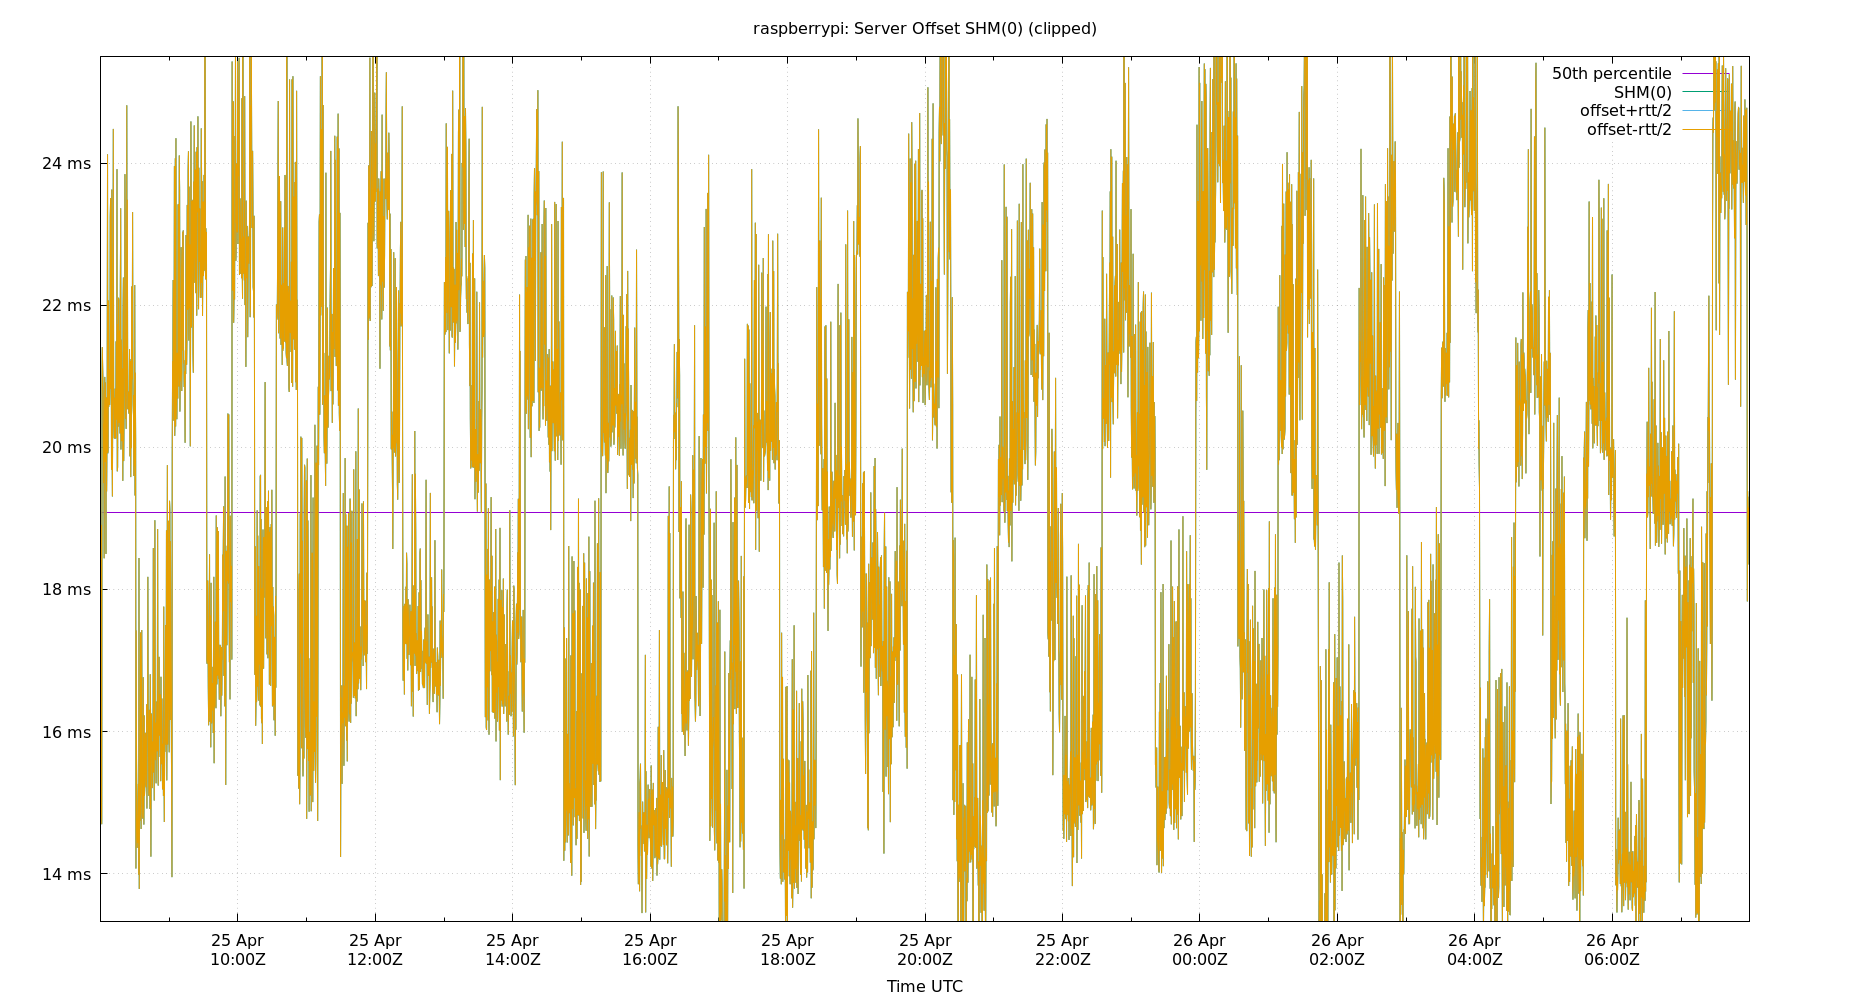 raspberrypi: Server Offset SHM(0) (clipped)
50th percentile
SHM(0)
offset+rtt/2
offset-rtt/2
24 ms
22 ms
20 ms
18 ms
16 ms
14 ms
25 Apr 25 Apr 25 Apr 25 Apr 25 Apr 25 Apr 25 Apr 26 Apr 26 Apr 26 Apr 26 Apr
10:00Z 12:00Z 14:00Z 16:00Z 18:00Z 20:00Z 22:00Z 00:00Z 02:00Z 04:00Z 06:00Z
Time UTC